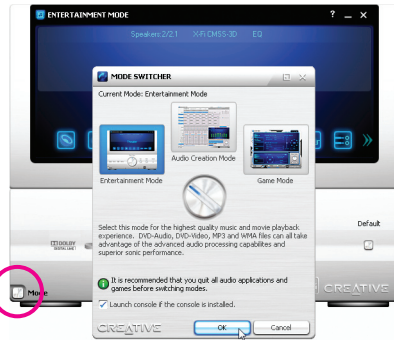 ENTERTAINMENT MODE
Speakers: 2/2.1 X-Fi CMSS-3D EQ
MODE SWITCHER
Current Mode: Entertainment Mode
Audio Creation Mode
Entertainment Mode
Game Mode
Select this mode for the highest quality music and movie playback
experience. DVD-Audio, DVD-Video, MP3 and WMA files can all take
advantage of the advanced audio processing capabilites and
superior sonic performance.
Default
DOLBY
DIGITAL LIVE
It is recommended that you quit all audio applications and
games before switching modes.
Mode
CREATIVE
Launch console if the console is installed.
CREATIVE
OK
Cancel